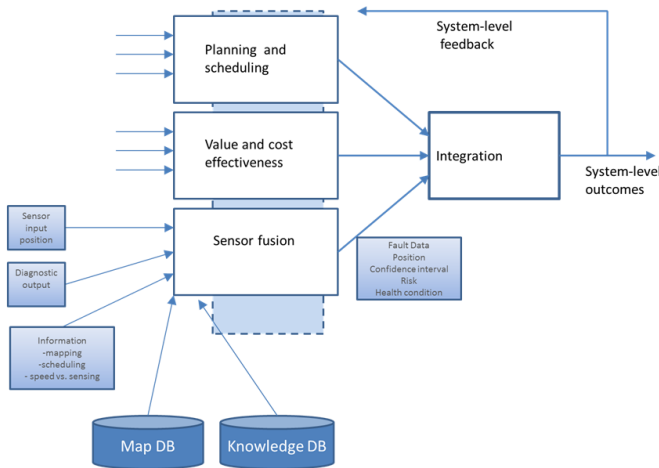 System-level
feedback
Planning and
scheduling
Value and cost
effectiveness
Integration
System-level
outcomes
Sensor
input
position
Sensor fusion
Fault Data
Position
Confidence interval
Risk
Health condition
Diagnostic
output
Information
-mapping
-scheduling
- speed vs. sensing
Map DB
Knowledge DB